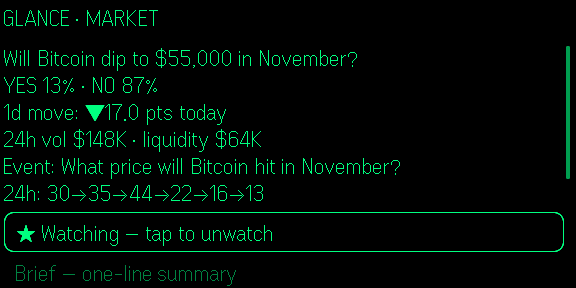 GLANCE · MARKET
Will Bitcoin dip to $55,000 in November?
YES 13% · NO 87%
1d move: ▼17.0 pts today
24h vol $148K · liquidity $64K
Event: What price will Bitcoin hit in November?
24h: 30→35→44→22→16→13
★ Watching — tap to unwatch
Brief — one-line summary